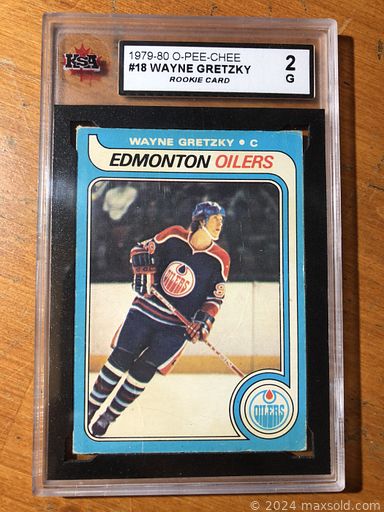 KSA
1979-80 O-PEE-CHEE
#18 WAYNE GRETZKY
ROOKIE CARD
2
G
WAYNE GRETZKY • C
EDMONTON OILERS
OILERS
9
OILERS
© 2024 maxsold.com